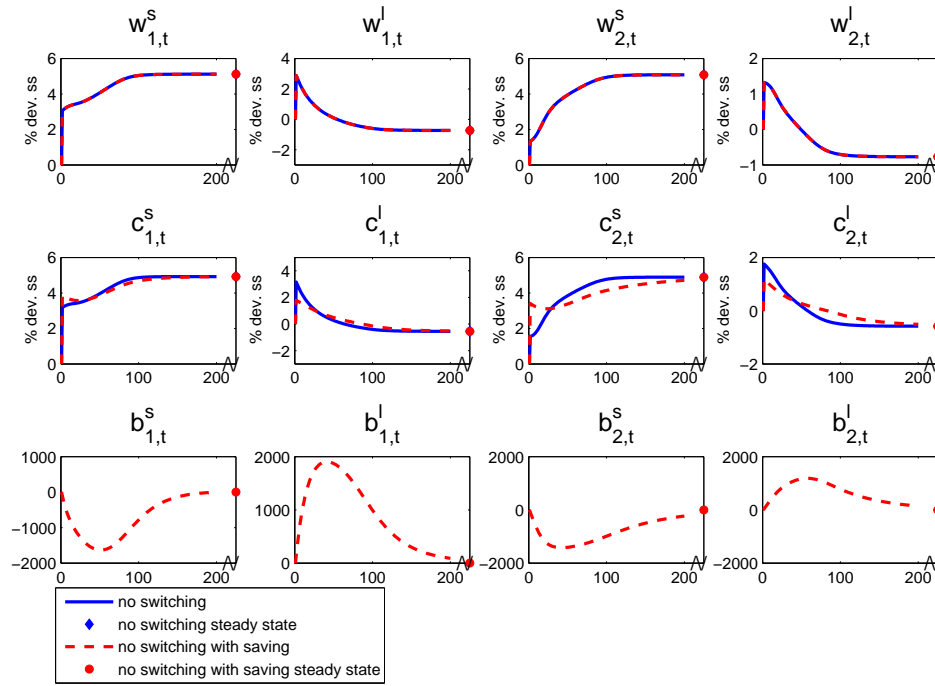 w^s_{1,t}
w^l_{1,t}
w^s_{2,t}
w^l_{2,t}
% dev. ss
6
4
2
0
0 100 200
% dev. ss
4
2
0
−2
0 100 200
% dev. ss
6
4
2
0
0 100 200
% dev. ss
2
1
0
−1
0 100 200
c^s_{1,t}
c^l_{1,t}
c^s_{2,t}
c^l_{2,t}
% dev. ss
6
4
2
0
0 100 200
% dev. ss
4
2
0
−2
0 100 200
% dev. ss
6
4
2
0
0 100 200
% dev. ss
2
0
−2
0 100 200
b^s_{1,t}
b^l_{1,t}
b^s_{2,t}
b^l_{2,t}
1000
0
−1000
−2000
0 100 200
2000
1000
0
0 100 200
2000
0
−2000
0 100 200
2000
0
−2000
0 100 200
no switching
no switching steady state
no switching with saving
no switching with saving steady state